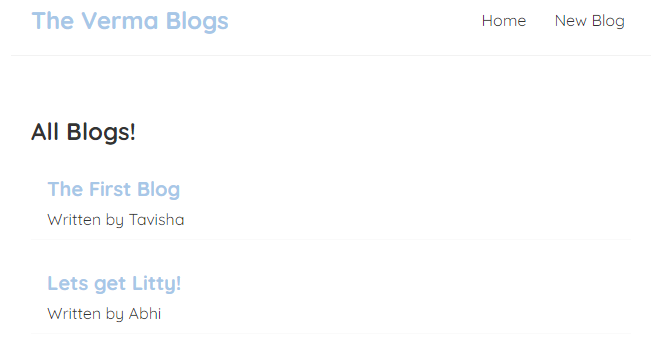 The Verma Blogs
Home New Blog
All Blogs!
The First Blog
Written by Tavisha
Lets get Litty!
Written by Abhi